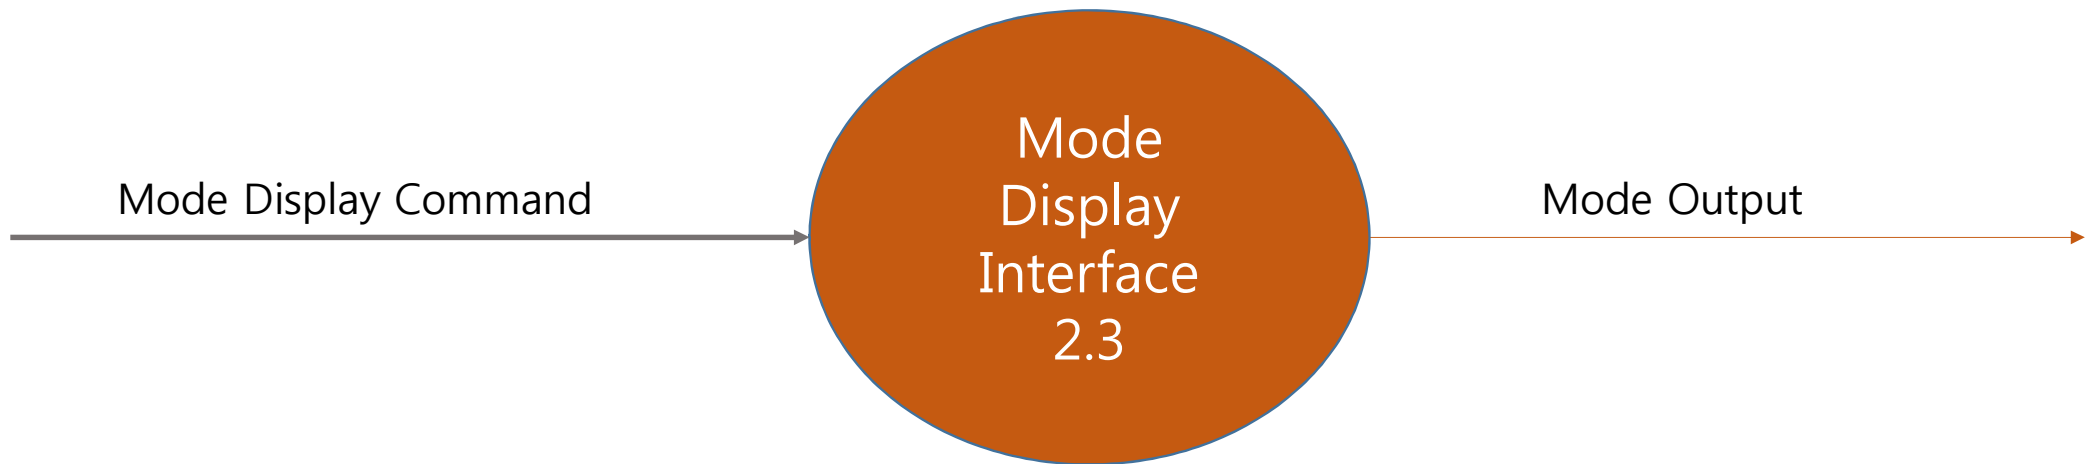 Mode Display Command
Mode
Display
Interface
2.3
Mode Output